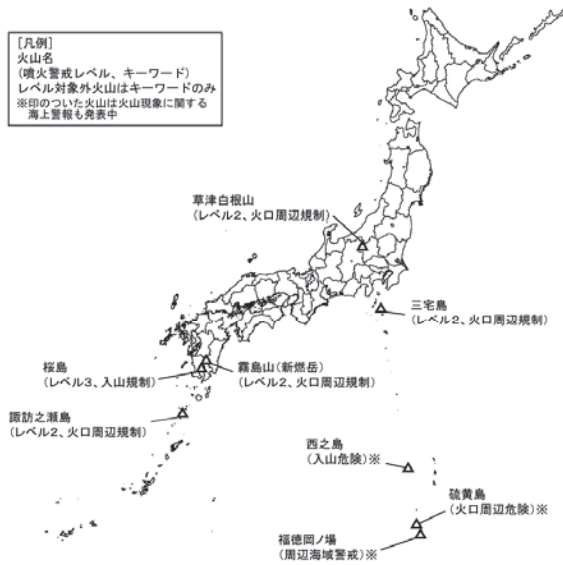 [凡例]
火山名
(噴火警戒レベル、キーワード)
レベル対象外火山はキーワードのみ
※印のついた火山は火山現象に関する
海上警報も発表中
草津白根山
(レベル2、火口周辺規制)
三宅島
(レベル2、火口周辺規制)
桜島
(レベル3、入山規制)
霧島山(新燃岳)
(レベル2、火口周辺規制)
諏訪之瀬島
(レベル2、火口周辺規制)
西之島
(入山危険)※
硫黄島
(火口周辺危険)※
福徳岡ノ場
(周辺海域警戒)※